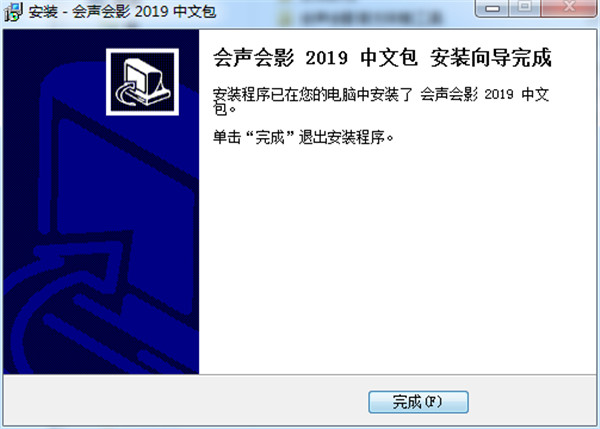 安装 - 会声会影 2019 中文包
会声会影 2019 中文包 安装向导完成
安装程序已在您的电脑中安装了 会声会影 2019 中文
包。
单击“完成”退出安装程序。
完成(F)